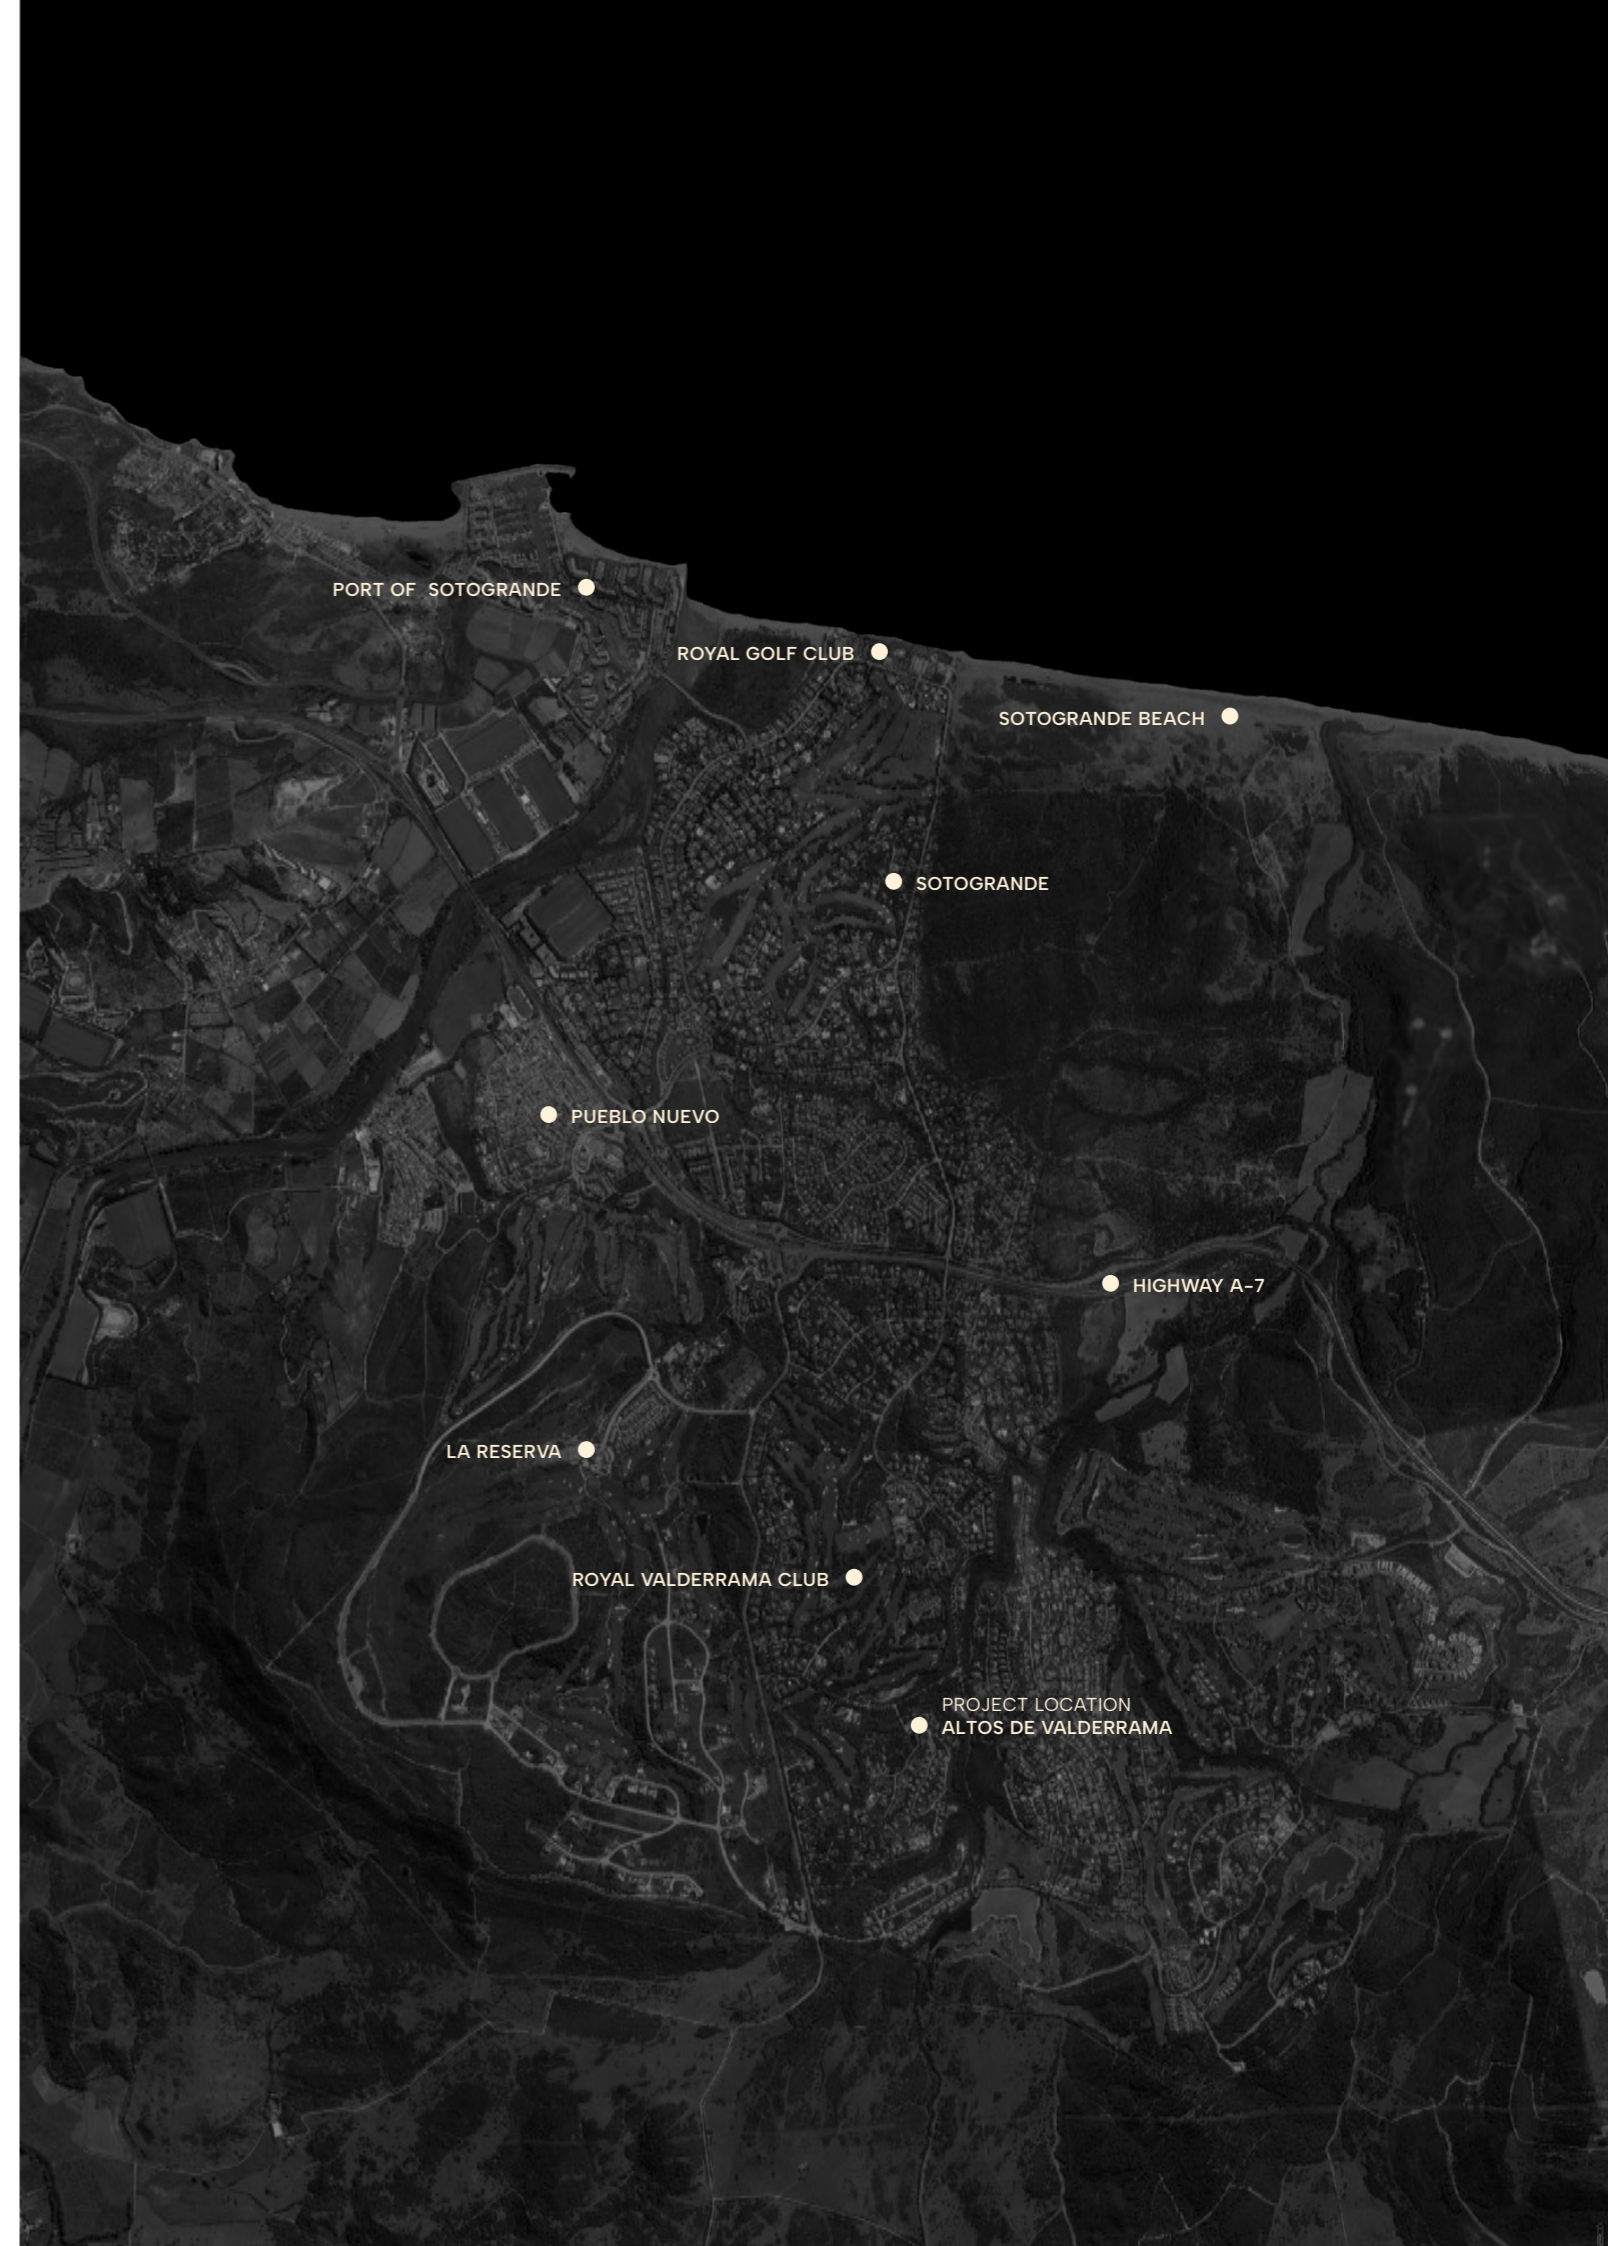 PORT OF  SOTOGRANDE
ROYAL GOLF CLUB
SOTOGRANDE BEACH
SOTOGRANDE
PUEBLO NUEVO
HIGHWAY A-7
LA RESERVA
ROYAL VALDERRAMA CLUB
PROJECT LOCATION
ALTOS DE VALDERRAMA